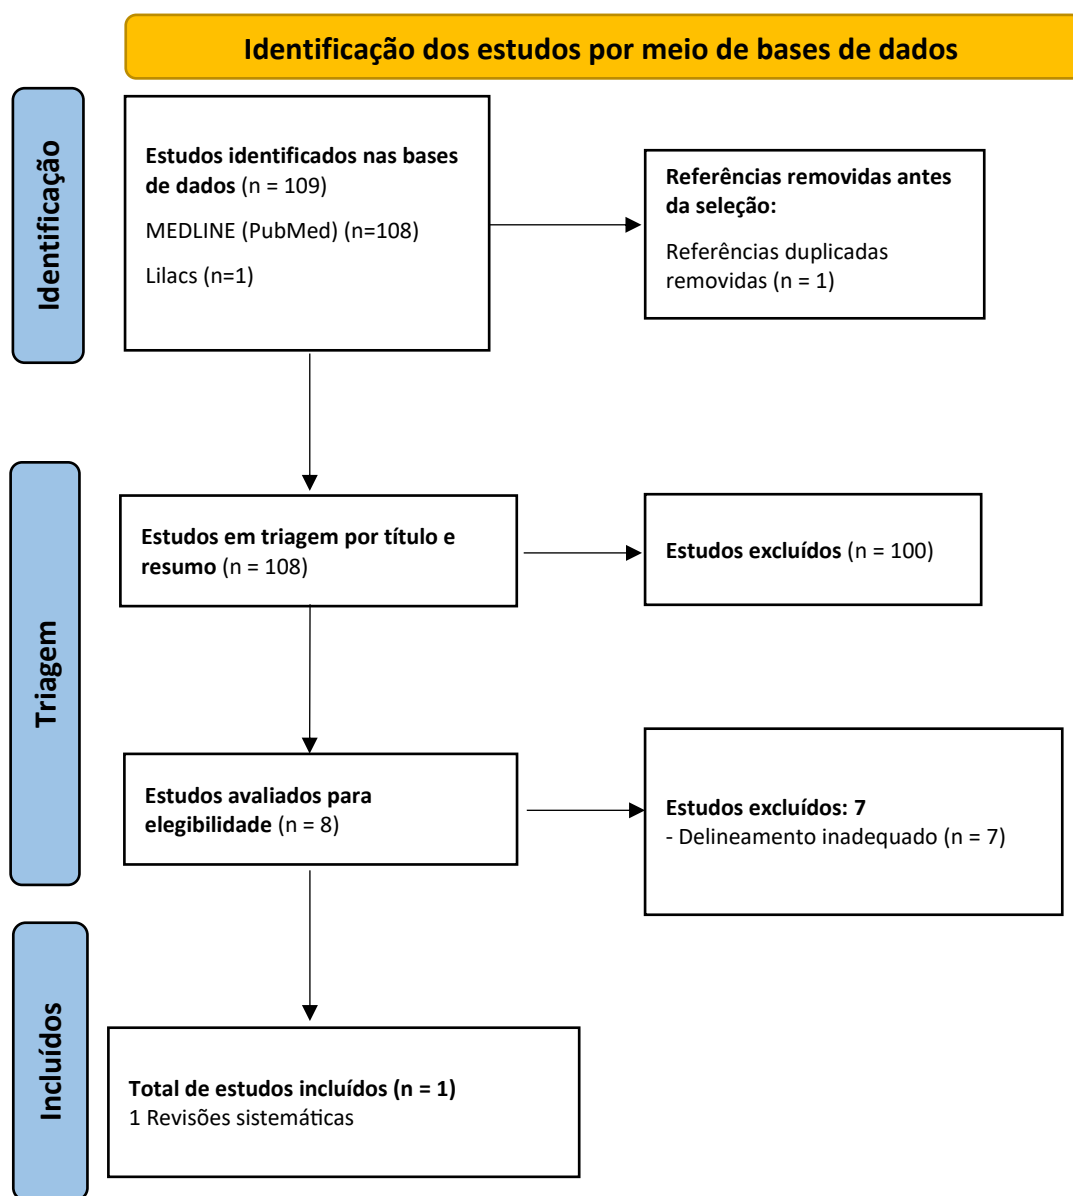 Identificação dos estudos por meio de bases de dados
Identificação
Estudos identificados nas bases
de dados (n = 109)
MEDLINE (PubMed) (n=108)
Lilacs (n=1)
Referências removidas antes
da seleção:
Referências duplicadas
removidas (n = 1)
Triagem
Estudos em triagem por título e
resumo (n = 108)
Estudos excluídos (n = 100)
Estudos avaliados para
elegibilidade (n = 8)
Estudos excluídos: 7
- Delineamento inadequado (n = 7)
Incluídos
Total de estudos incluídos (n = 1)
1 Revisões sistemáticas